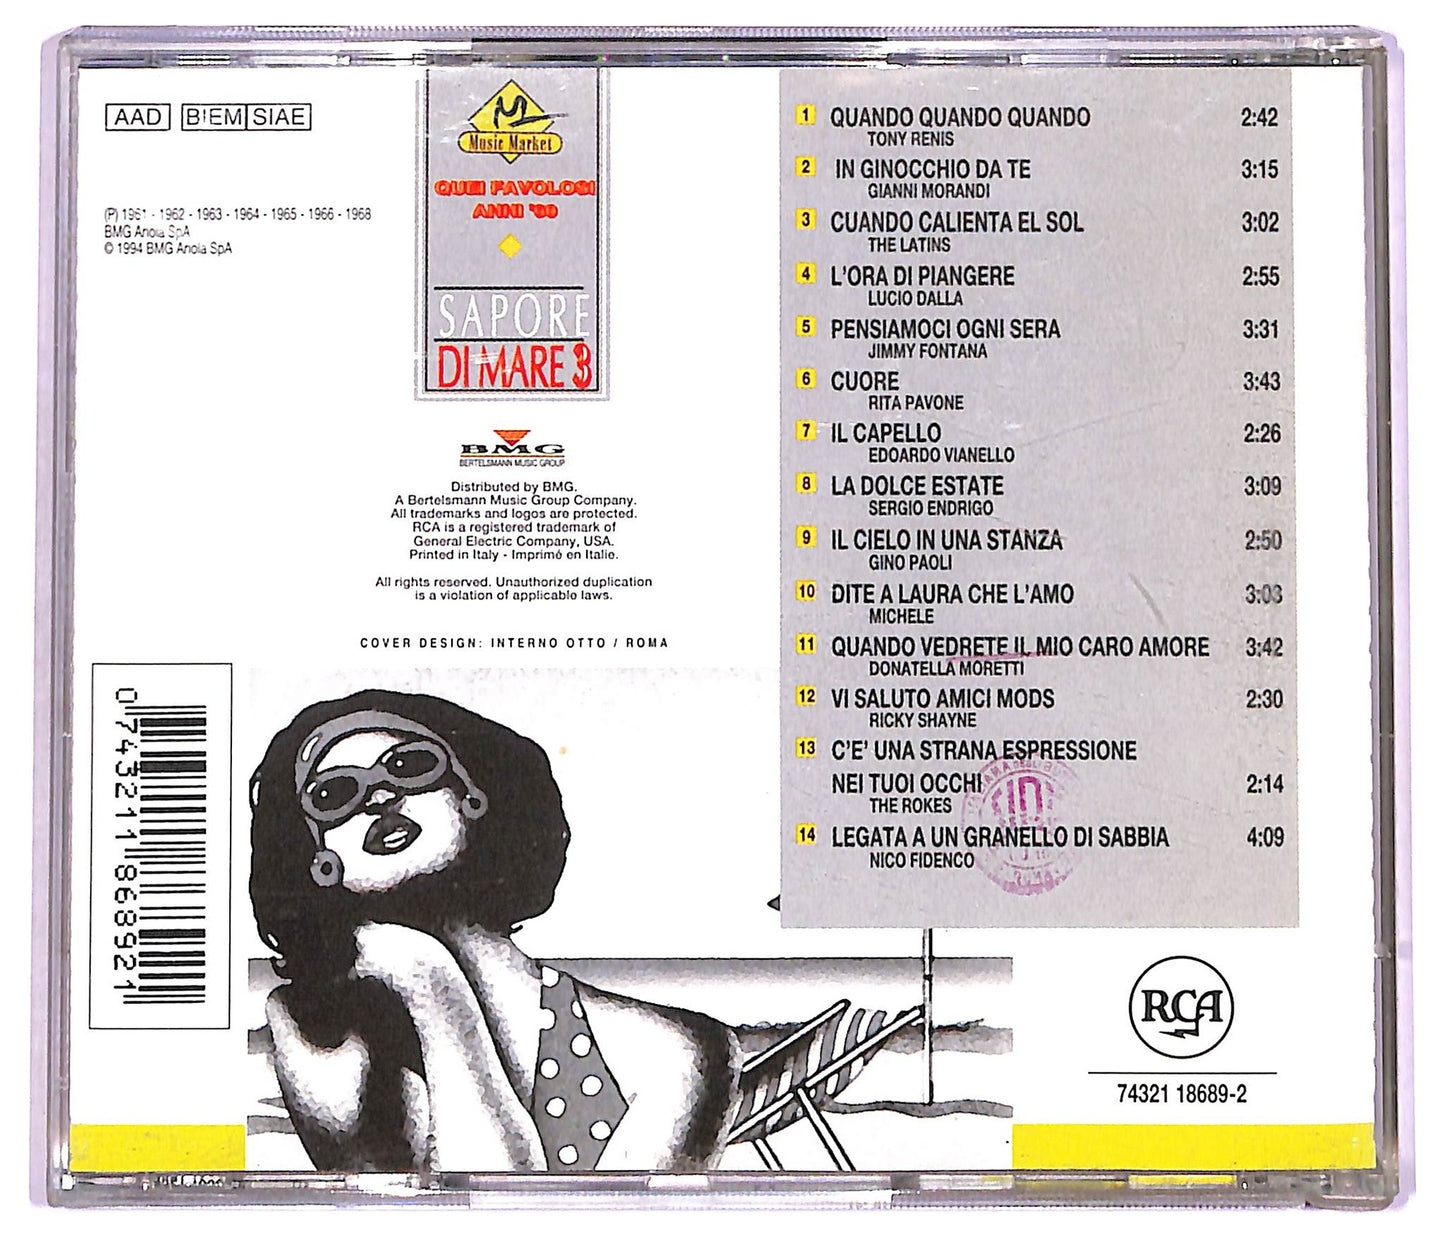 AAD BIEM SIAE
(P) 1961 - 1962 - 1963 - 1964 - 1965 - 1966 - 1968
BMG Ariola SpA
© 1994 BMG Ariola SpA
M
Music Market
QUEI FAVOLOSI
ANNI '60
SAPORE
DI MARE 3
BMG
BERTELSMANN MUSIC GROUP
Distributed by BMG.
A Bertelsmann Music Group Company.
All trademarks and logos are protected.
RCA is a registered trademark of
General Electric Company, USA.
Printed in Italy - Imprimé en Italie.
All rights reserved. Unauthorized duplication
is a violation of applicable laws.
COVER DESIGN: INTERNO OTTO / ROMA
0 743211 868921
1 QUANDO QUANDO QUANDO 2:42
TONY RENIS
2 IN GINOCCHIO DA TE 3:15
GIANNI MORANDI
3 CUANDO CALIENTA EL SOL 3:02
THE LATINS
4 L'ORA DI PIANGERE 2:55
LUCIO DALLA
5 PENSIAMOCI OGNI SERA 3:31
JIMMY FONTANA
6 CUORE 3:43
RITA PAVONE
7 IL CAPELLO 2:26
EDOARDO VIANELLO
8 LA DOLCE ESTATE 3:09
SERGIO ENDRIGO
9 IL CIELO IN UNA STANZA 2:50
GINO PAOLI
10 DITE A LAURA CHE L'AMO 3:03
MICHELE
11 QUANDO VEDRETE IL MIO CARO AMORE 3:42
DONATELLA MORETTI
12 VI SALUTO AMICI MODS 2:30
RICKY SHAYNE
13 C'E' UNA STRANA ESPRESSIONE
NEI TUOI OCCHI 2:14
THE ROKES
14 LEGATA A UN GRANELLO DI SABBIA 4:09
NICO FIDENCO
ROMA
RCA
74321 18689-2